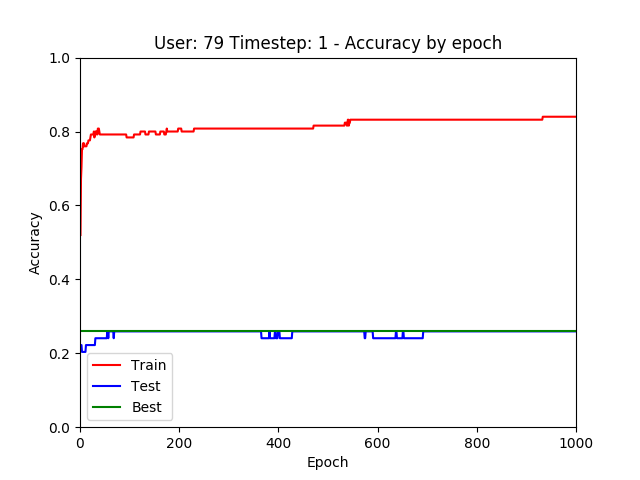 User: 79 Timestep: 1 - Accuracy by epoch
1.0
0.8
0.6
0.4
0.2
0.0
Accuracy
Train
Test
Best
0 200 400 600 800 1000
Epoch